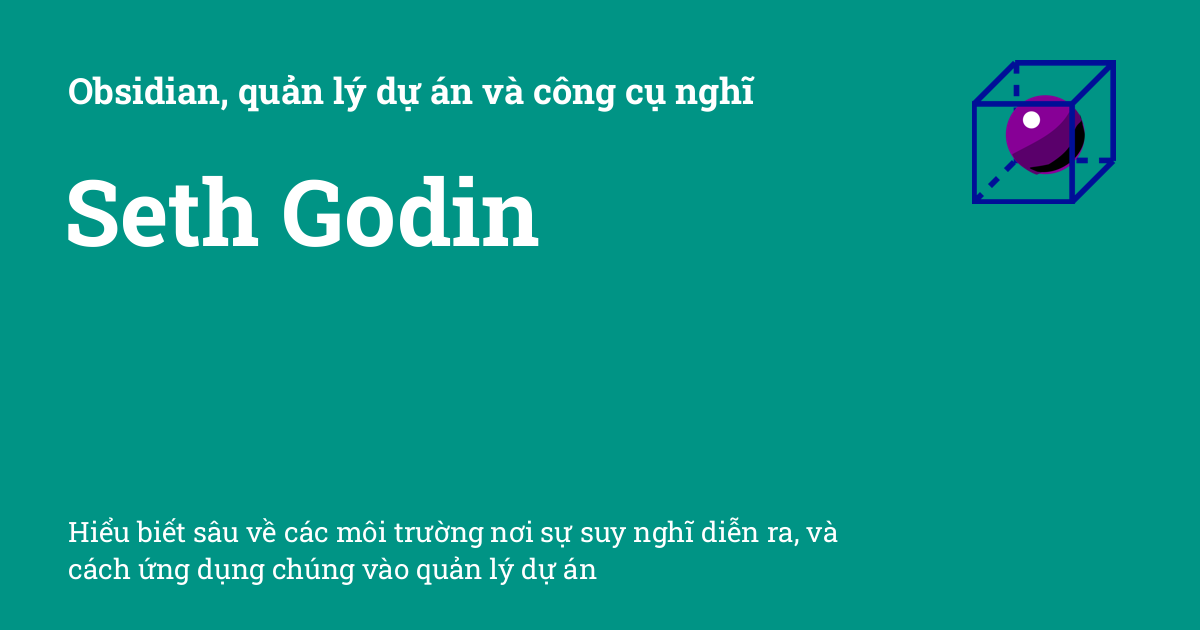 Obsidian, quản lý dự án và công cụ nghĩ
Seth Godin
Hiểu biết sâu về các môi trường nơi sự suy nghĩ diễn ra, và
cách ứng dụng chúng vào quản lý dự án